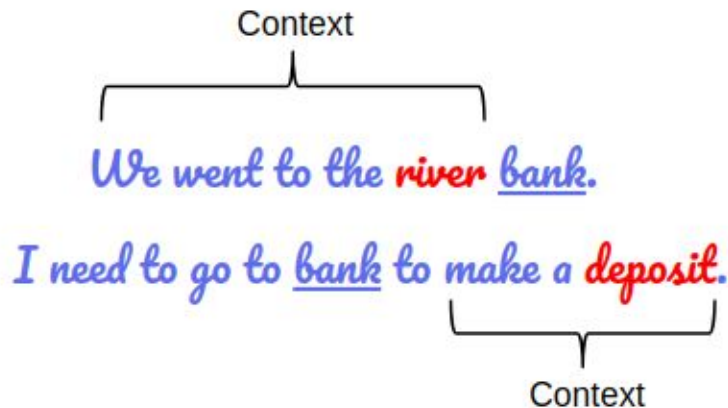 Context
We went to the river bank.
I need to go to bank to make a deposit.
Context